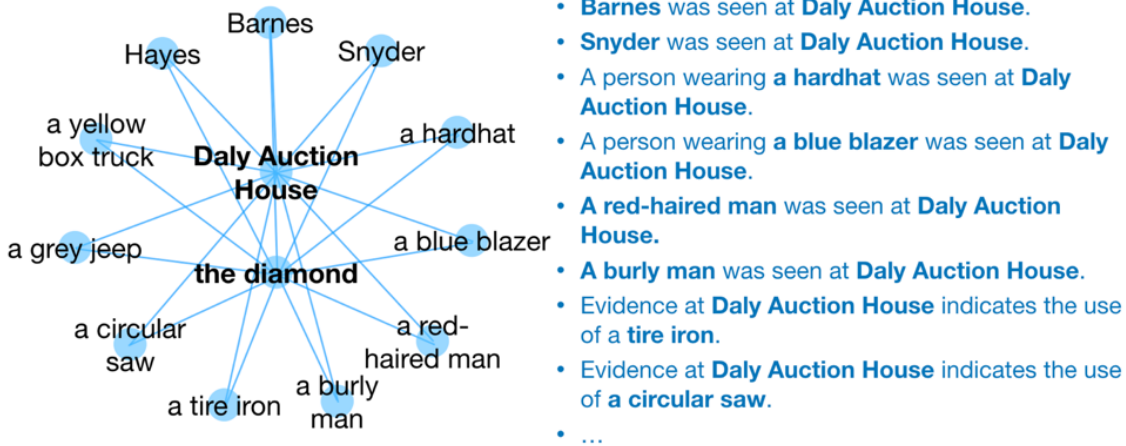 Barnes
Hayes
Snyder
a yellow
box truck
a hardhat
Daly Auction
House
a grey jeep
a blue blazer
the diamond
a circular
saw
a red-
haired man
a tire iron
a burly
man
• Barnes was seen at Daly Auction House.
• Snyder was seen at Daly Auction House.
• A person wearing a hardhat was seen at Daly
Auction House.
• A person wearing a blue blazer was seen at Daly
Auction House.
• A red-haired man was seen at Daly Auction
House.
• A burly man was seen at Daly Auction House.
• Evidence at Daly Auction House indicates the use
of a tire iron.
• Evidence at Daly Auction House indicates the use
of a circular saw.
• ...